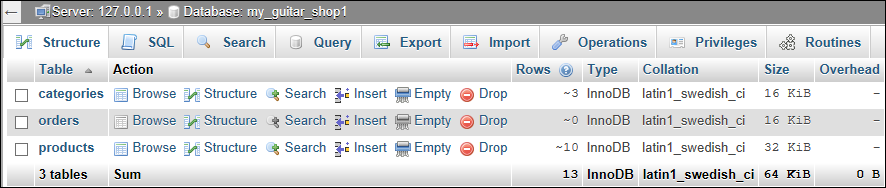 Server: 127.0.0.1 » Database: my_guitar_shop1
Structure SQL Search Query Export Import Operations Privileges Routines
Table Action Rows Type Collation Size Overhead
categories Browse Structure Search Insert Empty Drop ~3 InnoDB latin1_swedish_ci 16 KiB –
orders Browse Structure Search Insert Empty Drop ~0 InnoDB latin1_swedish_ci 16 KiB –
products Browse Structure Search Insert Empty Drop ~10 InnoDB latin1_swedish_ci 32 KiB –
3 tables Sum 13 InnoDB latin1_swedish_ci 64 KiB 0 B